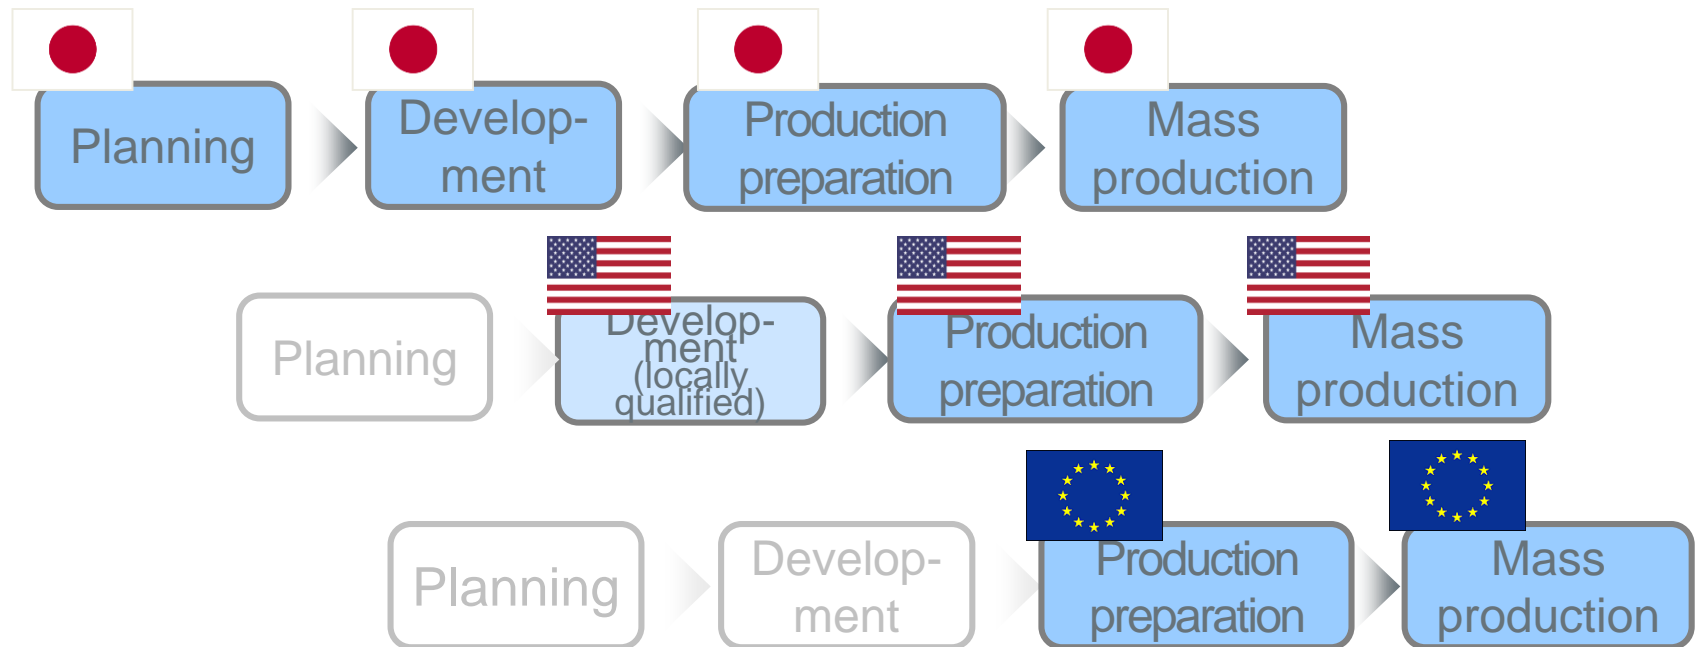 Planning
Develop-
ment
Production
preparation
Mass
production
Planning
Develop-
ment
(locally
qualified)
Production
preparation
Mass
production
Planning
Develop-
ment
Production
preparation
Mass
production